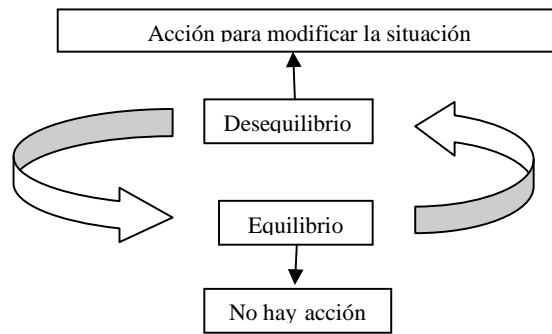 Acción para modificar la situación
Desequilibrio
Equilibrio
No hay acción